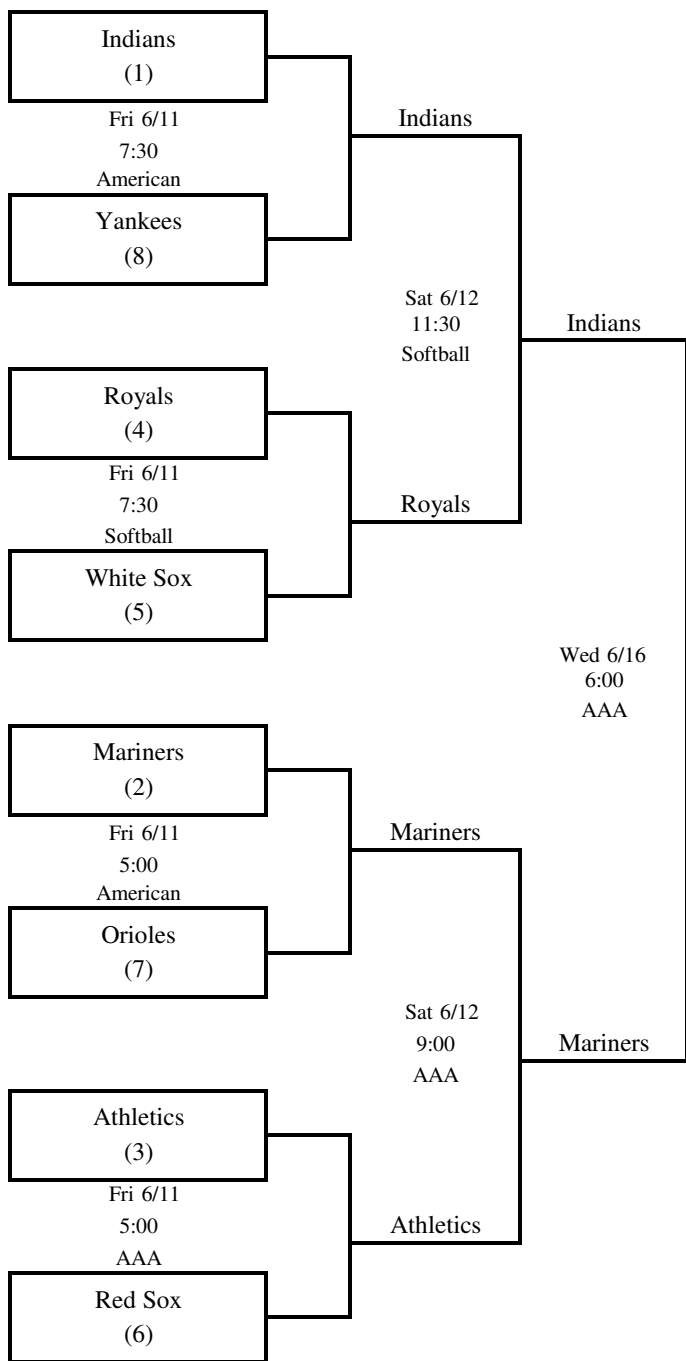 Indians
(1)
Fri 6/11
7:30
American
Yankees
(8)
Indians
Sat 6/12
11:30
Softball
Indians
Royals
(4)
Fri 6/11
7:30
Softball
White Sox
(5)
Royals
Wed 6/16
6:00
AAA
Mariners
(2)
Fri 6/11
5:00
American
Orioles
(7)
Mariners
Sat 6/12
9:00
AAA
Mariners
Athletics
(3)
Fri 6/11
5:00
AAA
Red Sox
(6)
Athletics